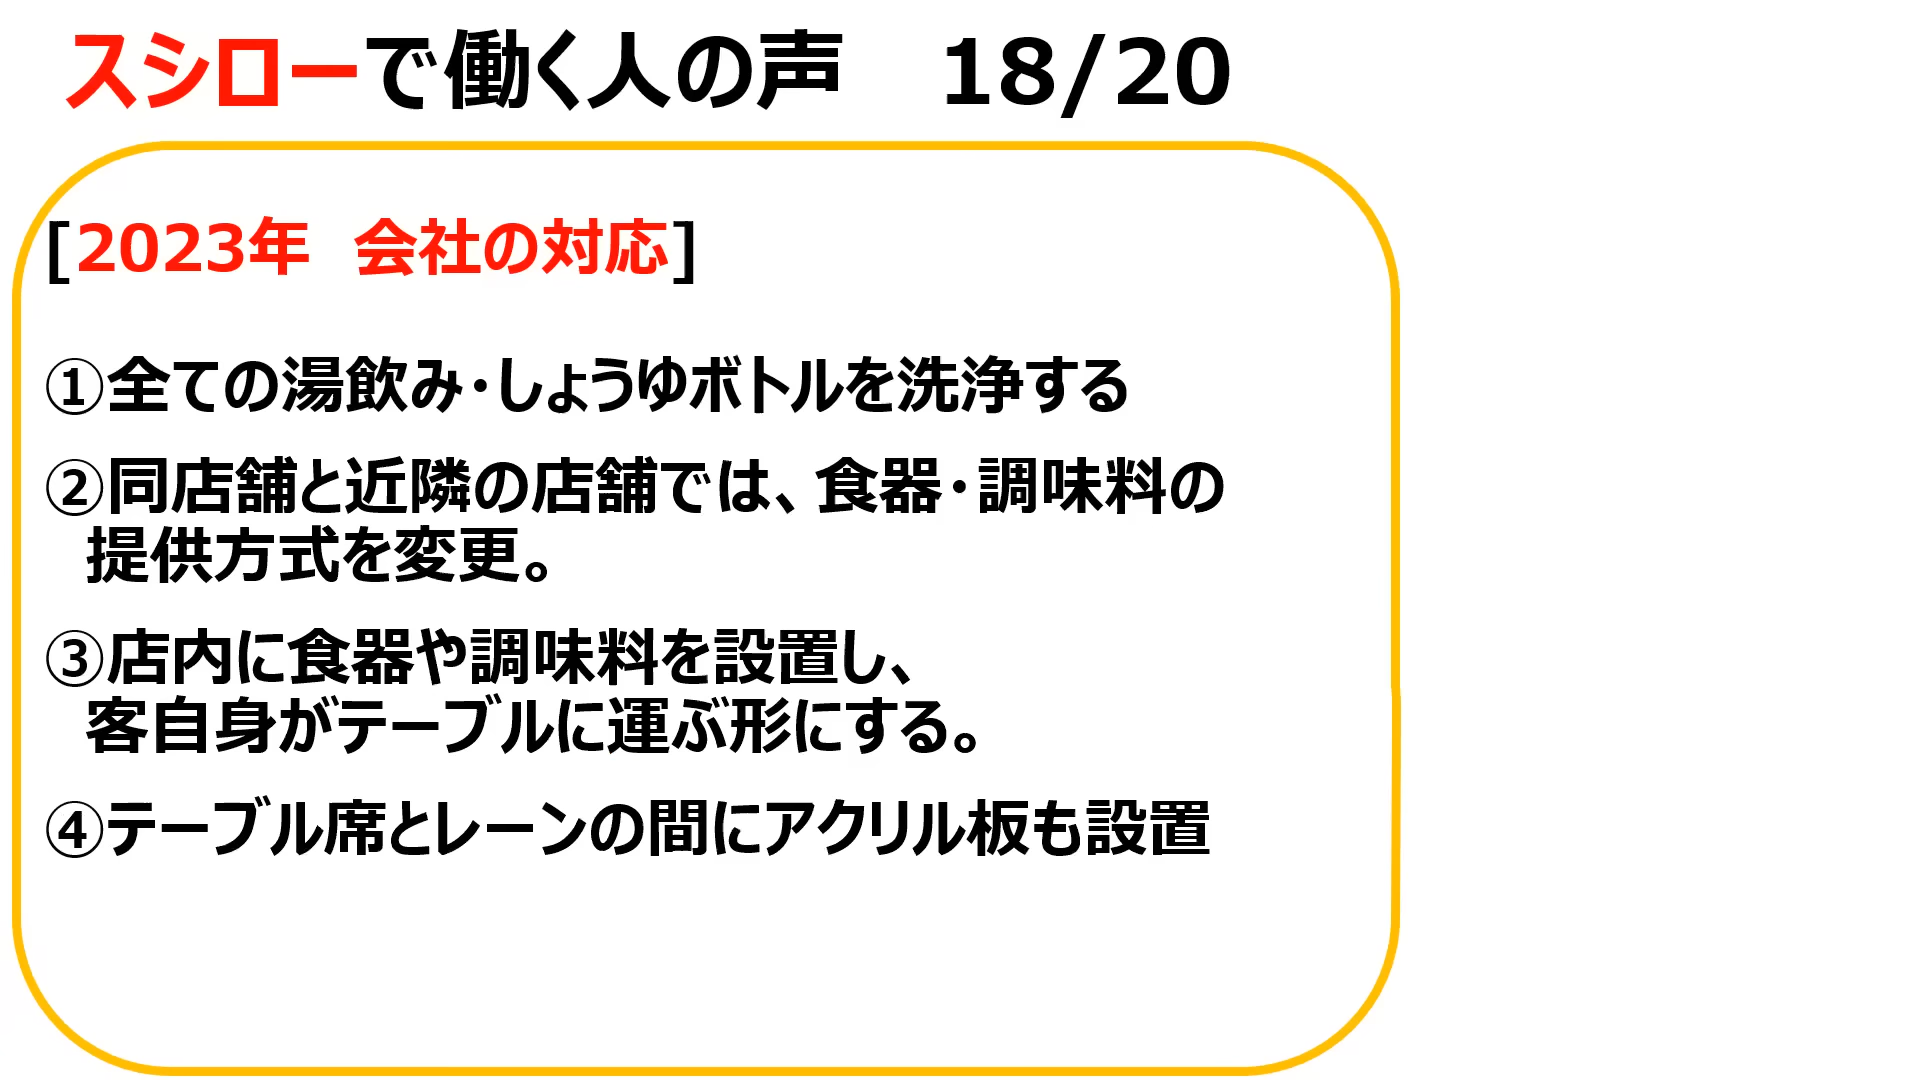 スシローで働く人の声　18/20
[2023年　会社の対応]
①全ての湯飲み・しょうゆボトルを洗浄する
②同店舗と近隣の店舗では、食器・調味料の
提供方式を変更。
③店内に食器や調味料を設置し、
客自身がテーブルに運ぶ形にする。
④テーブル席とレーンの間にアクリル板も設置